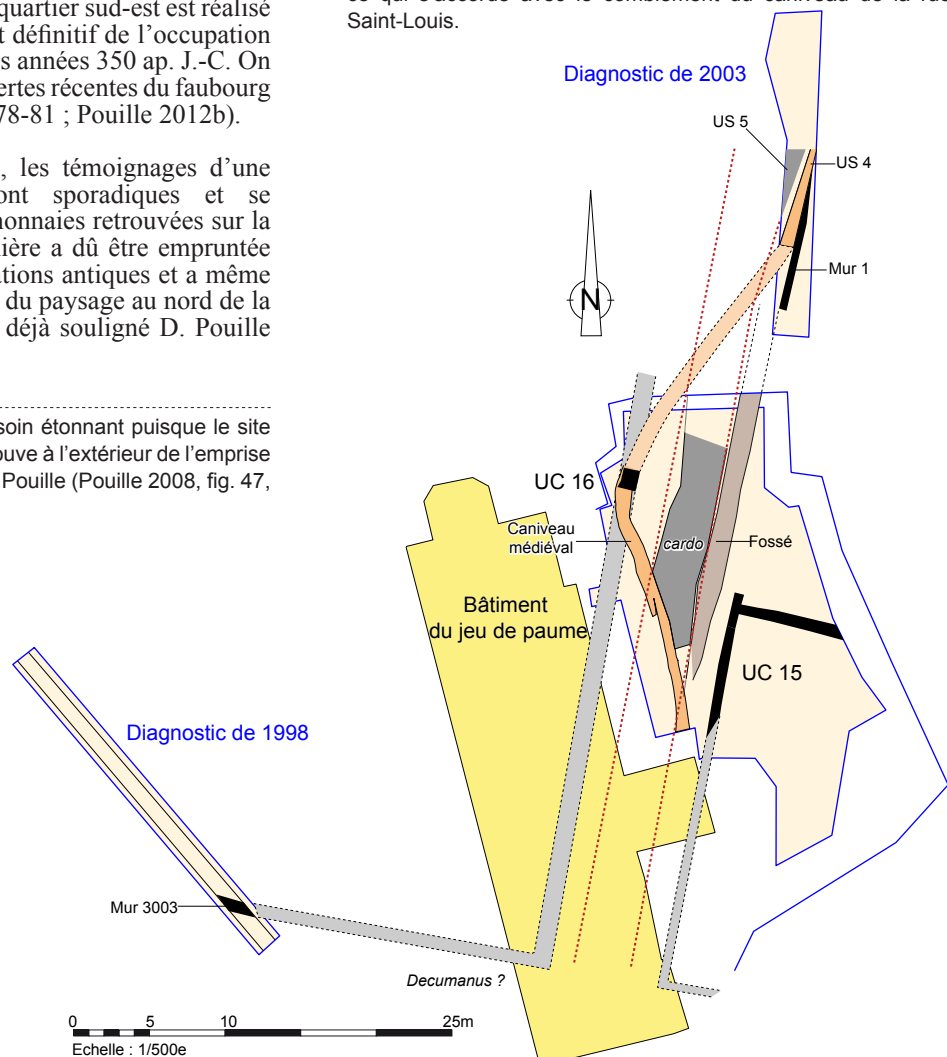 quartier sud-est est réalisé
t définitif de l'occupation
s années 350 ap. J.-C. On
ertes récentes du faubourg
78-81 ; Pouille 2012b).
, les témoignages d'une
ont sporadiques et se
onnaies retrouvées sur la
ière a dû être empruntée
ations antiques et a même
du paysage au nord de la
déjà souligné D. Pouille
soin étonnant puisque le site
ouve à l'extérieur de l'emprise
Pouille (Pouille 2008, fig. 47,
Saint-Louis.
Diagnostic de 2003
US 5
US 4
Mur 1
N
UC 16
Caniveau
médiéval
cardo
Fossé
Bâtiment
du jeu de paume
UC 15
Diagnostic de 1998
Mur 3003
Decumanus ?
0 5 10 25m
Echelle : 1/500e